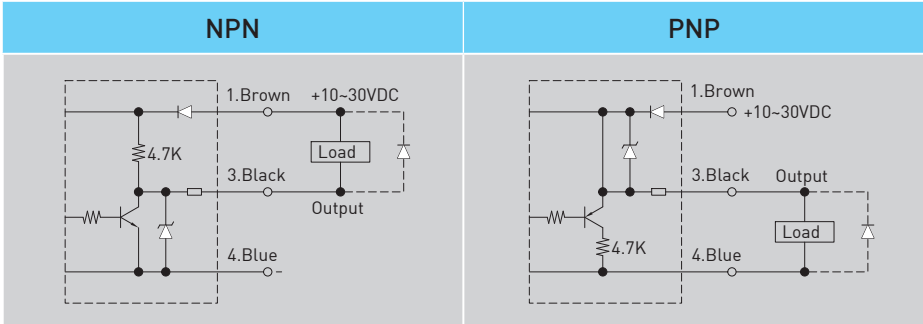 NPN
PNP
1.Brown
+10~30VDC
4.7K
Load
3.Black
Output
4.Blue
1.Brown
+10~30VDC
3.Black
Output
Load
4.7K
4.Blue